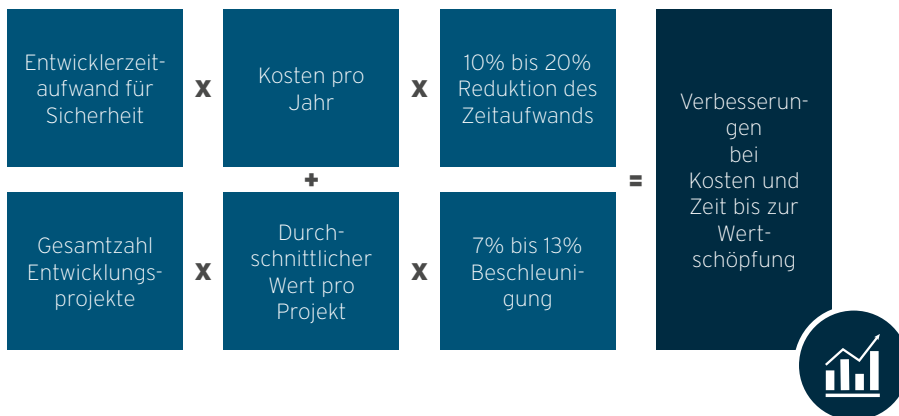 Entwicklerzeit-
aufwand für
Sicherheit
x
Kosten pro
Jahr
x
10% bis 20%
Reduktion des
Zeitaufwands
+
Gesamtzahl
Entwicklungs-
projekte
x
Durch-
schnittlicher
Wert pro
Projekt
x
7% bis 13%
Beschleuni-
gung
=
Verbesserun-
gen
bei
Kosten und
Zeit bis zur
Wert-
schöpfung